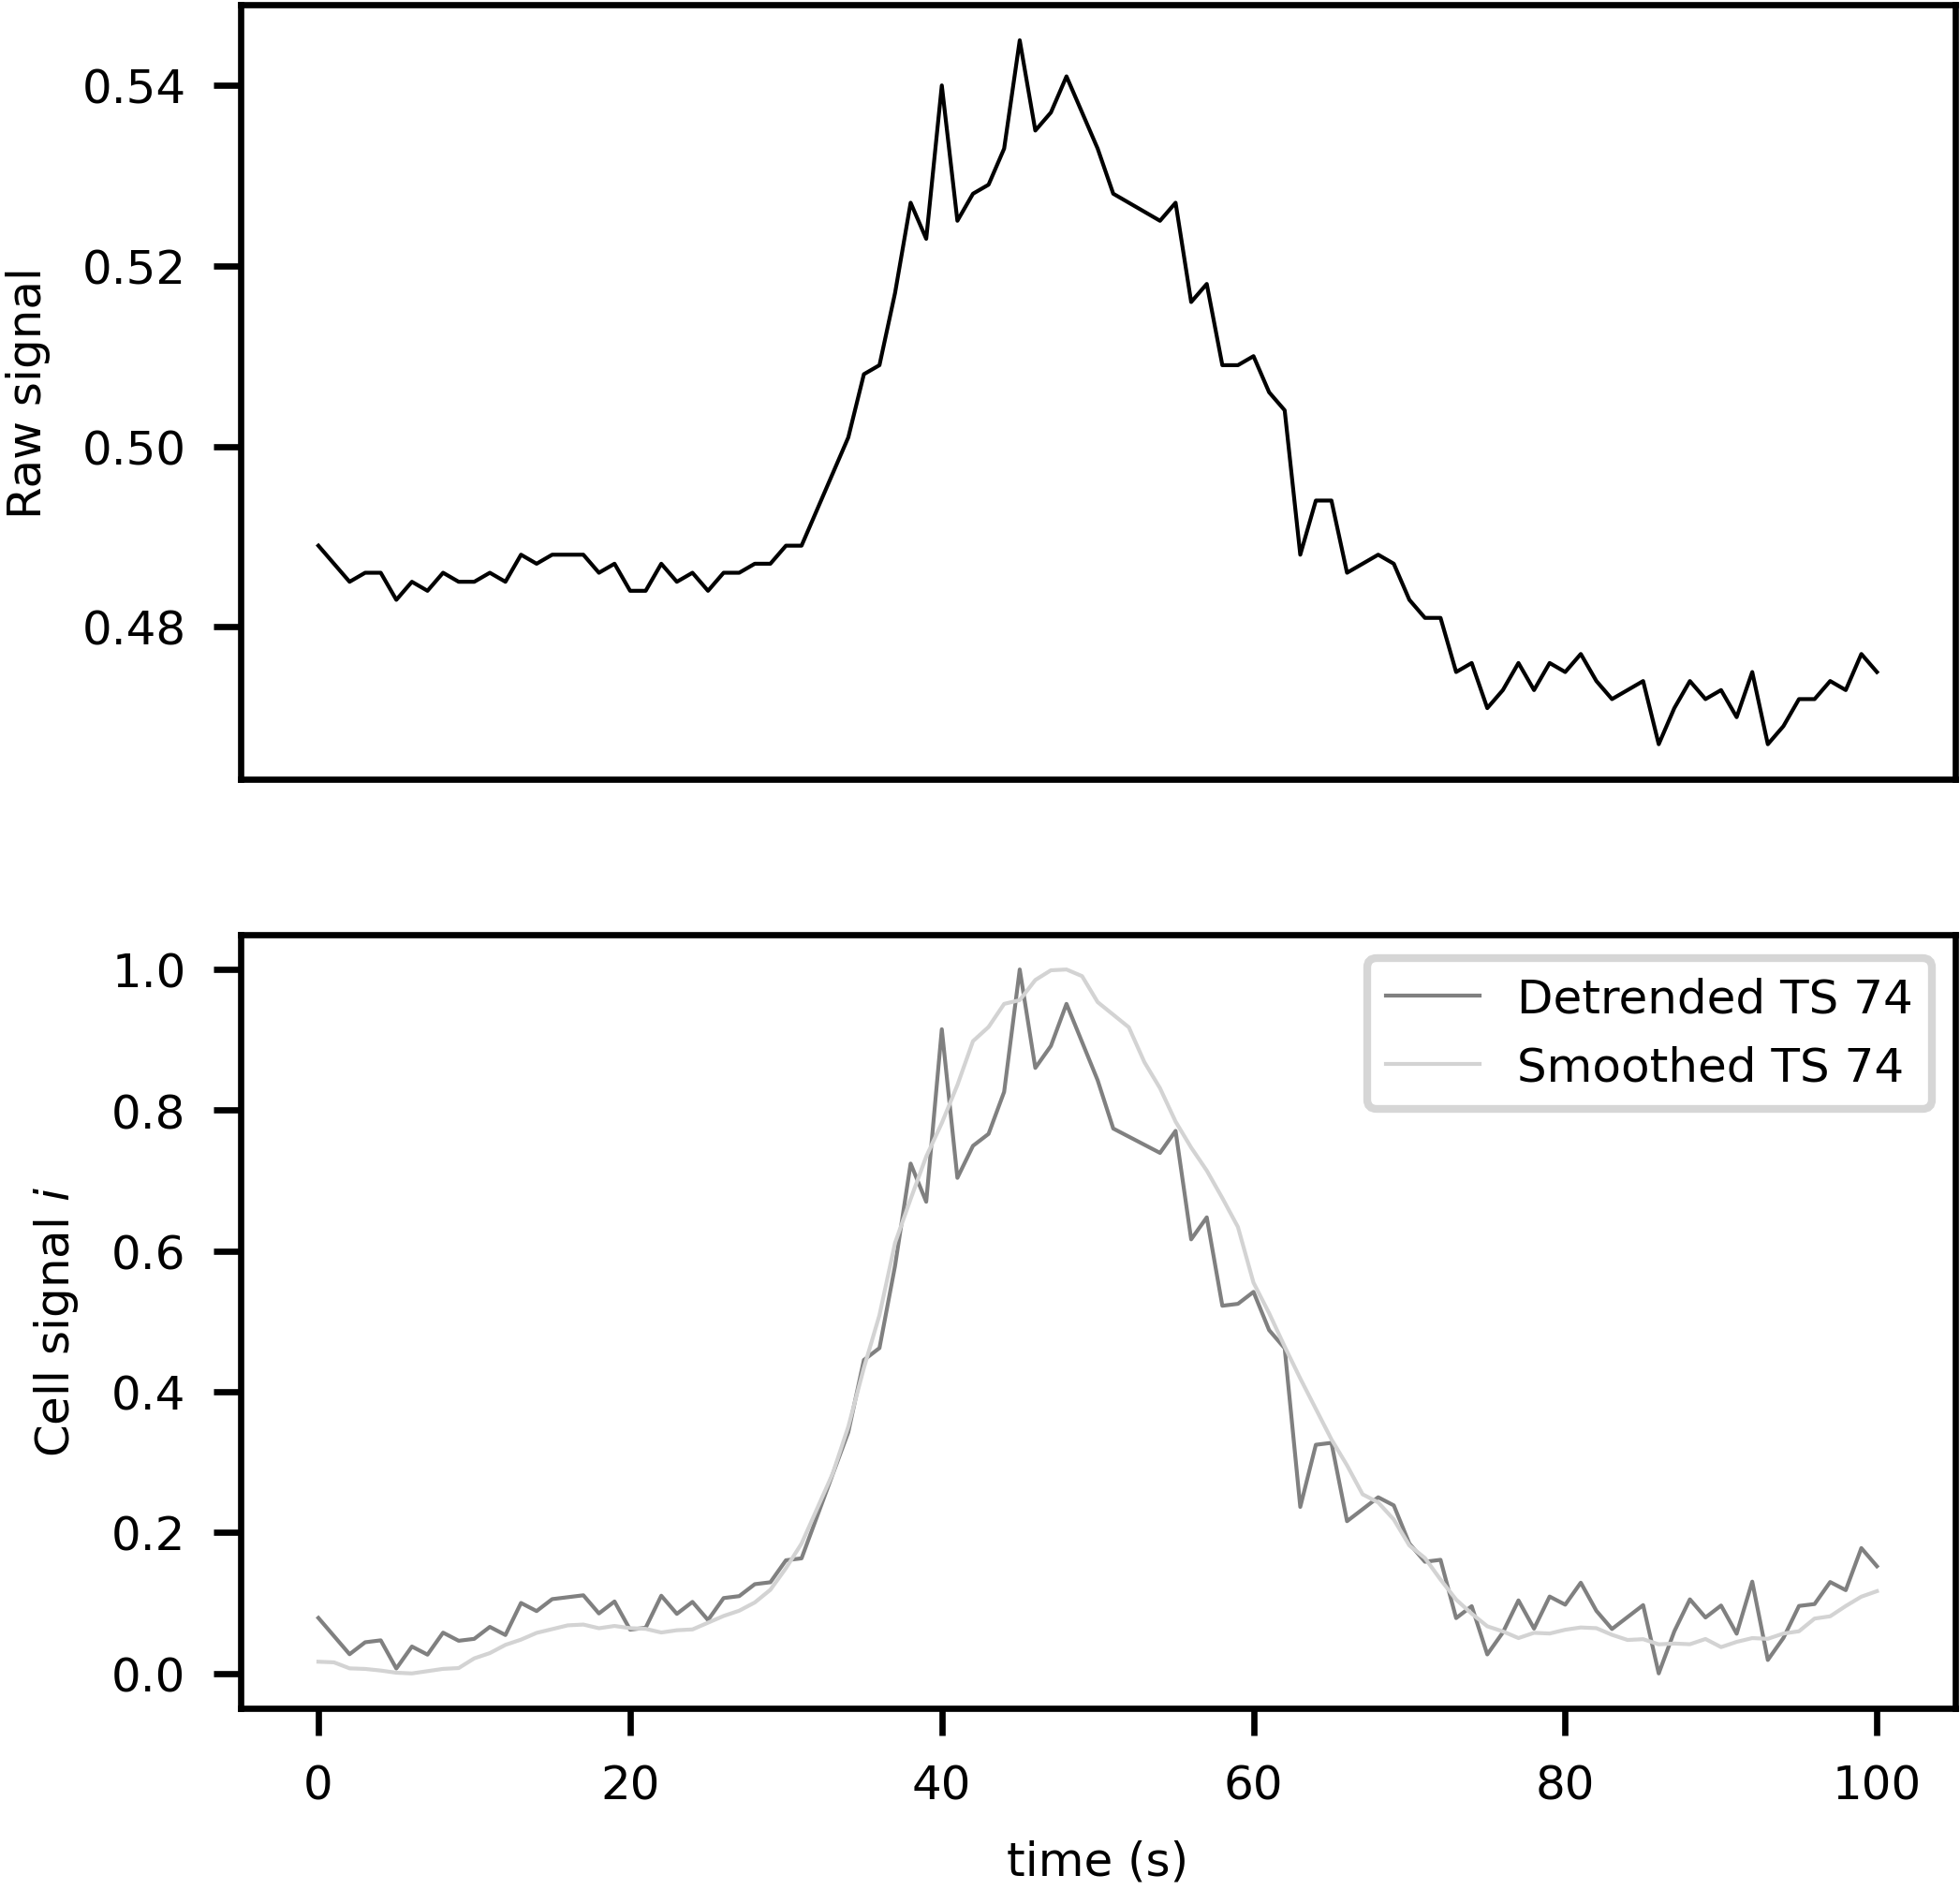 Raw signal
0.54
0.52
0.50
0.48
Cell signal i
1.0
0.8
0.6
0.4
0.2
0.0
Detrended TS 74
Smoothed TS 74
0 20 40 60 80 100
time (s)